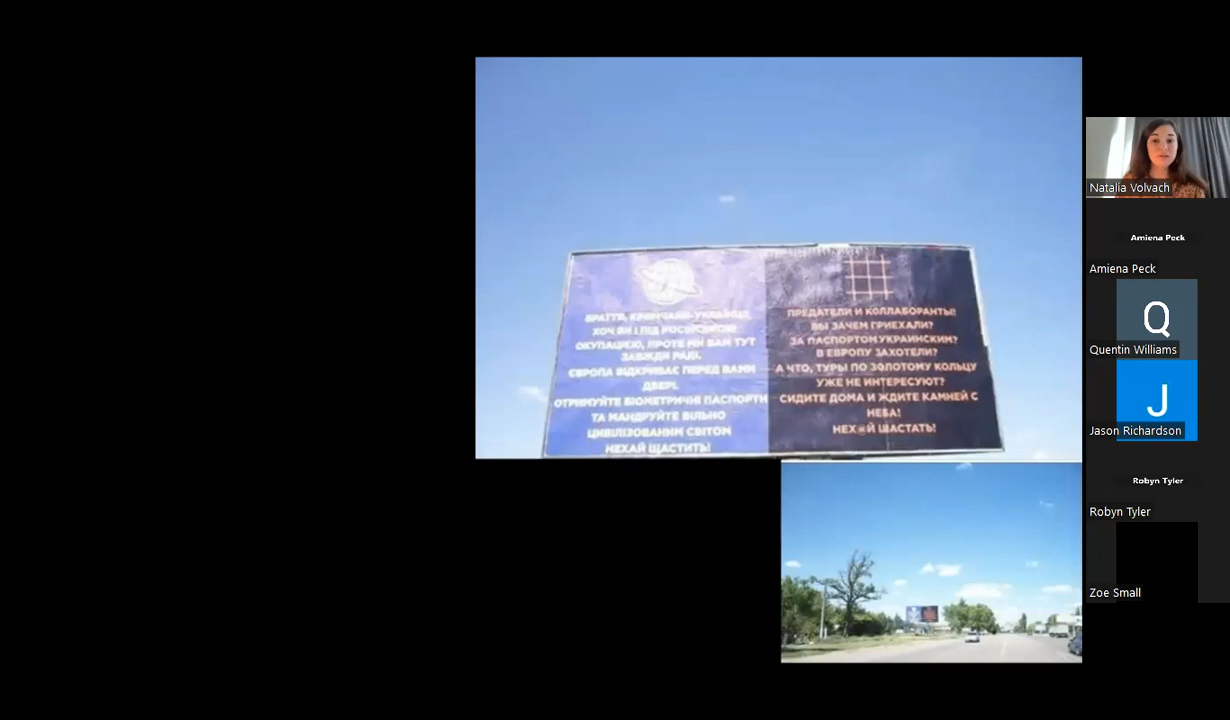 БРАТТЯ, КРИМЧАНИ-УКРАЇНЦІ
ХОЧ ВИ І ПІД РОСІЙСЬКОЮ
ОКУПАЦІЄЮ, ПРОТЕ МИ ВАМ ТУТ
ЗАВЖДИ РАДІ.
ЄВРОПА ВІДКРИВАЄ ПЕРЕД ВАМИ
ДВЕРІ.
ОТРИМУЙТЕ БІОМЕТРИЧНІ ПАСПОРТИ
ТА МАНДРУЙТЕ ВІЛЬНО
ЦИВІЛІЗОВАНИМ СВІТОМ
НЕХАЙ ЩАСТИТЬ!
ПРЕДАТЕЛИ И КОЛЛАБОРАНТЫ!
ВЫ ЗАЧЕМ ПРИЕХАЛИ?
ЗА ПАСПОРТОМ УКРАИНСКИМ?
В ЕВРОПУ ЗАХОТЕЛИ?
А ЧТО, ТУРЫ ПО ЗОЛОТОМУ КОЛЬЦУ
УЖЕ НЕ ИНТЕРЕСУЮТ?
СИДИТЕ ДОМА И ЖДИТЕ КАМНЕЙ С
НЕБА!
НЕХ@Й ШАСТАТЬ!
Natalia Volvach
Amiena Peck
Amiena Peck
Q
Quentin Williams
J
Jason Richardson
Robyn Tyler
Robyn Tyler
Zoe Small